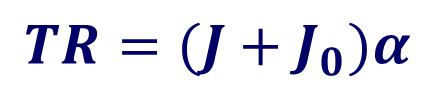 TR = (J + J₀)α